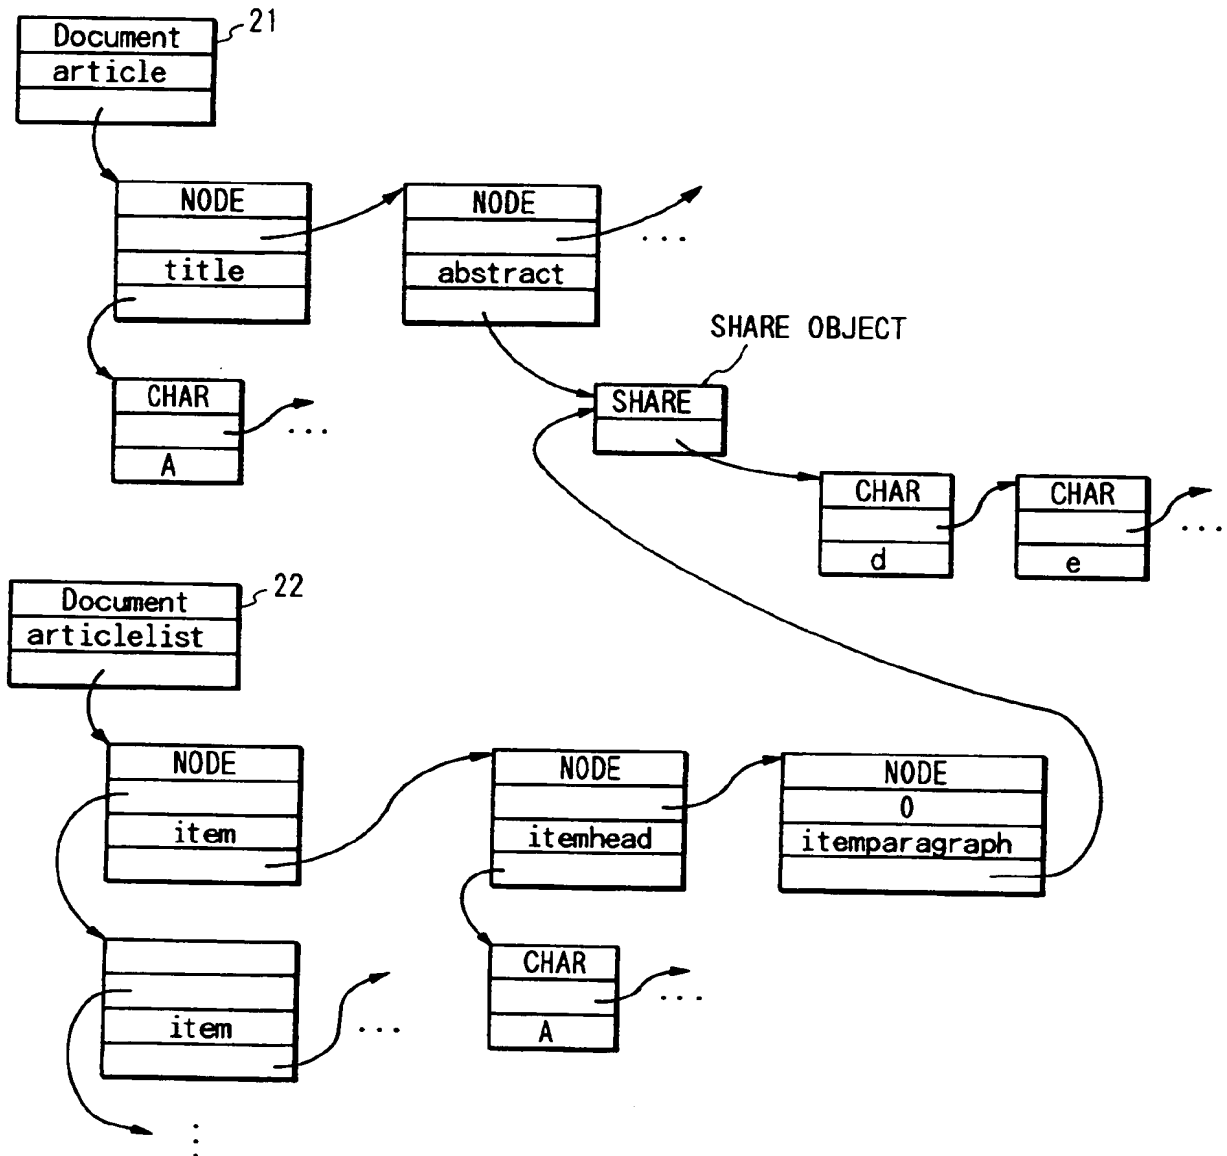 Document
21
article
NODE
NODE
. . .
title
abstract
SHARE OBJECT
CHAR
SHARE
. . .
A
CHAR
CHAR
. . .
d
e
Document
22
articlelist
NODE
NODE
NODE
0
item
itemhead
itemparagraph
CHAR
. . .
item
. . .
A
. . .